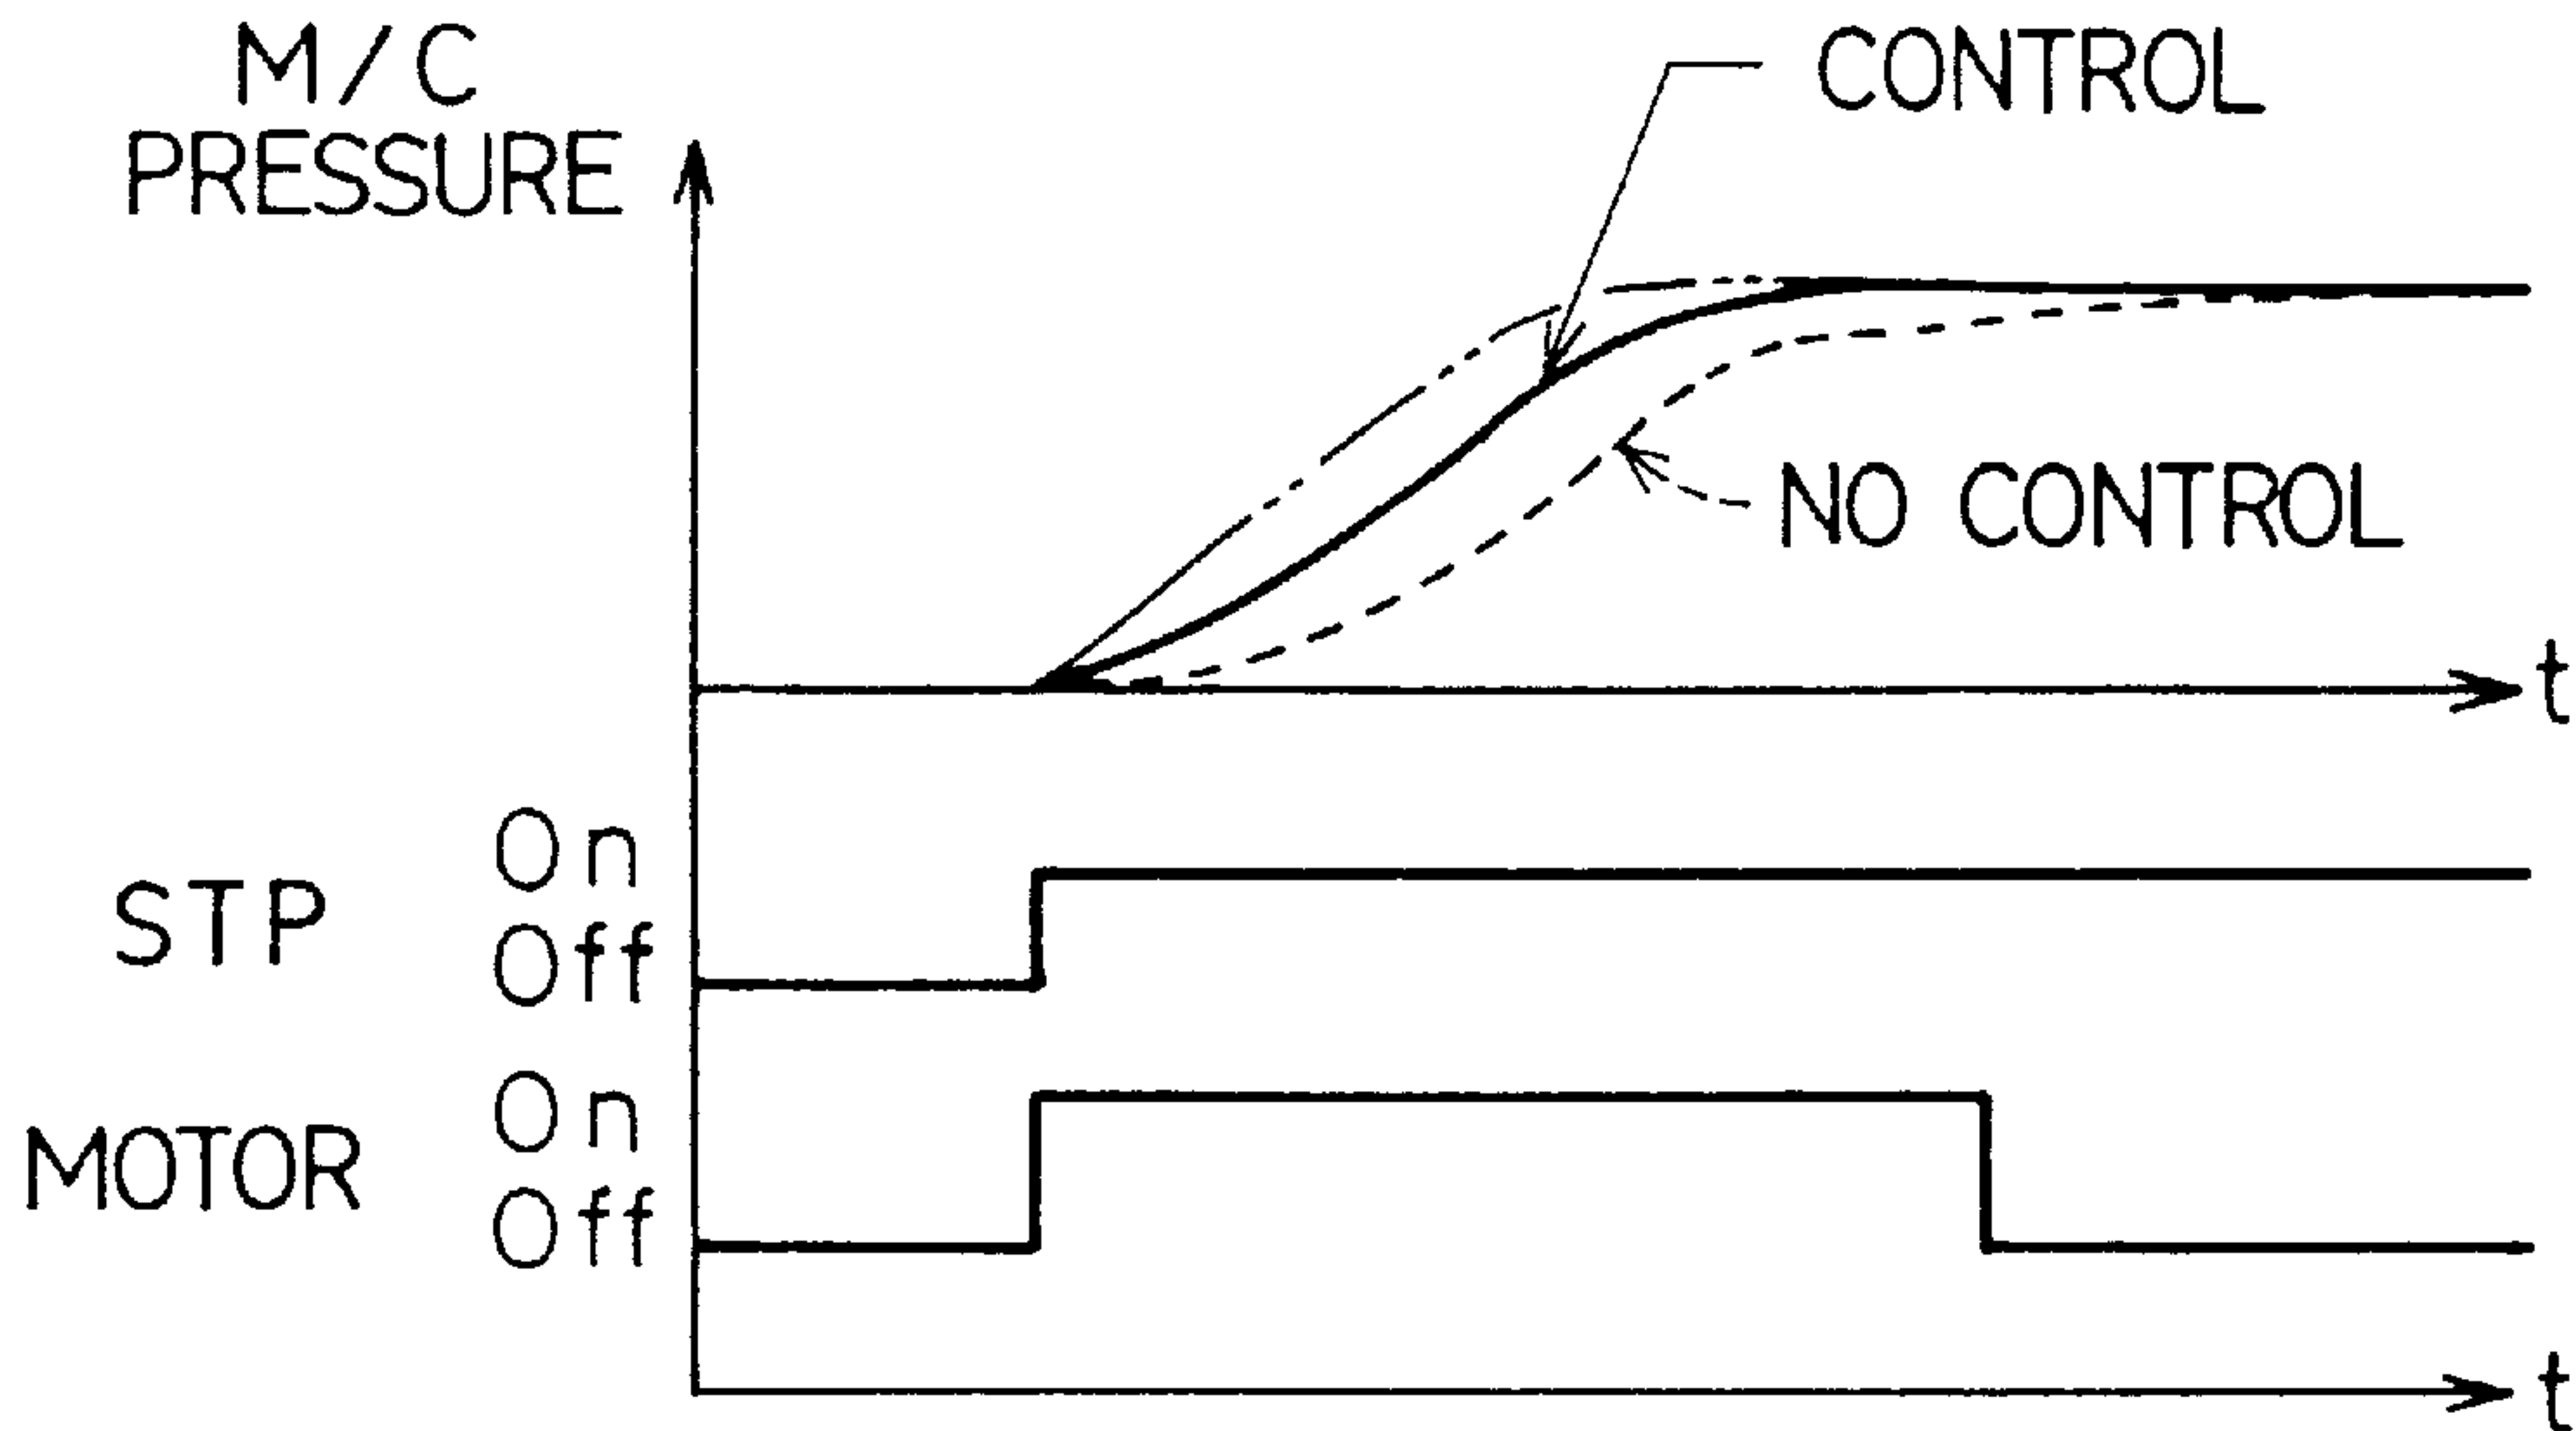 M/C
PRESSURE
CONTROL
NO CONTROL
t
STP
On
Off
MOTOR
On
Off
t